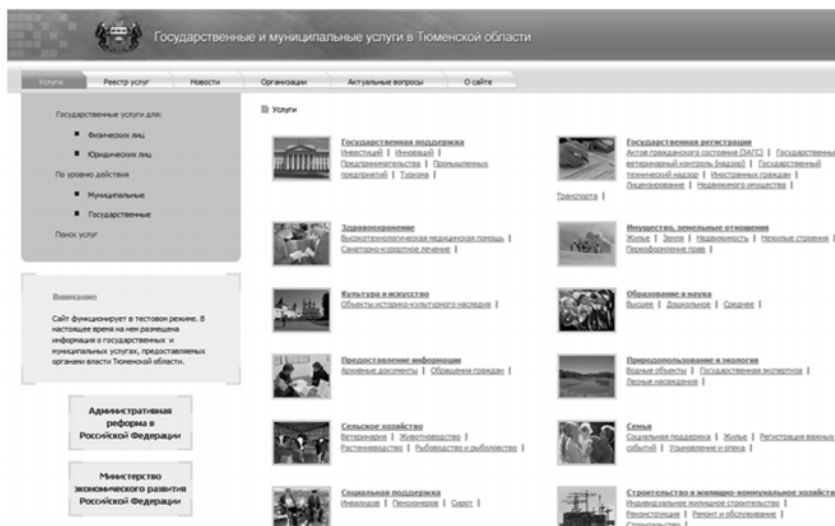 Государственные и муниципальные услуги в Тюменской области
Услуги
Реестр услуг
Новости
Организации
Актуальные вопросы
О сайте
Государственные услуги для:
Физических лиц
Юридических лиц
По уровню действия
Муниципальные
Государственные
Поиск услуг
Внимание
Сайт функционирует в тестовом режиме. В
настоящее время на нем размещена
информация о государственных и
муниципальных услугах, предоставляемых
органами власти Тюменской области.
Административная
реформа в
Российской Федерации
Министерство
экономического развития
Российской Федерации
Услуги
Государственная поддержка
Инвестиций | Инноваций |
Предпринимательства | Промышленных
предприятий | Туризма |
Государственная регистрация
Актов гражданского состояния (ЗАГС) | Государственный
ветеринарный контроль (надзор) | Государственный
технический надзор | Иностранных граждан |
Лицензирование | Недвижимого имущества |
Транспорта |
Здравоохранение
Высокотехнологическая медицинская помощь |
Санаторно-курортное лечение |
Имущество, земельные отношения
Жилье | Земля | Недвижимость | Нежилые строения |
Переоформление прав |
Культура и искусство
Объекты историко-культурного наследия |
Образование и наука
Высшее | Дошкольное | Среднее |
Предоставление информации
Архивные документы | Обращения граждан |
Природопользование и экология
Водные объекты | Государственная экспертиза |
Лесные насаждения |
Сельское хозяйство
Ветеринария | Животноводство |
Растениеводство | Рыбоводство и рыболовство |
Семья
Социальная поддержка | Жилье | Регистрация важных
событий | Усыновление и опека |
Социальная поддержка
Инвалидов | Пенсионеров | Сирот |
Строительство и жилищно-коммунальное хозяйство
Индивидуальное жилищное строительство |
Реконструкция | Ремонт и обслуживание |
Строительство |